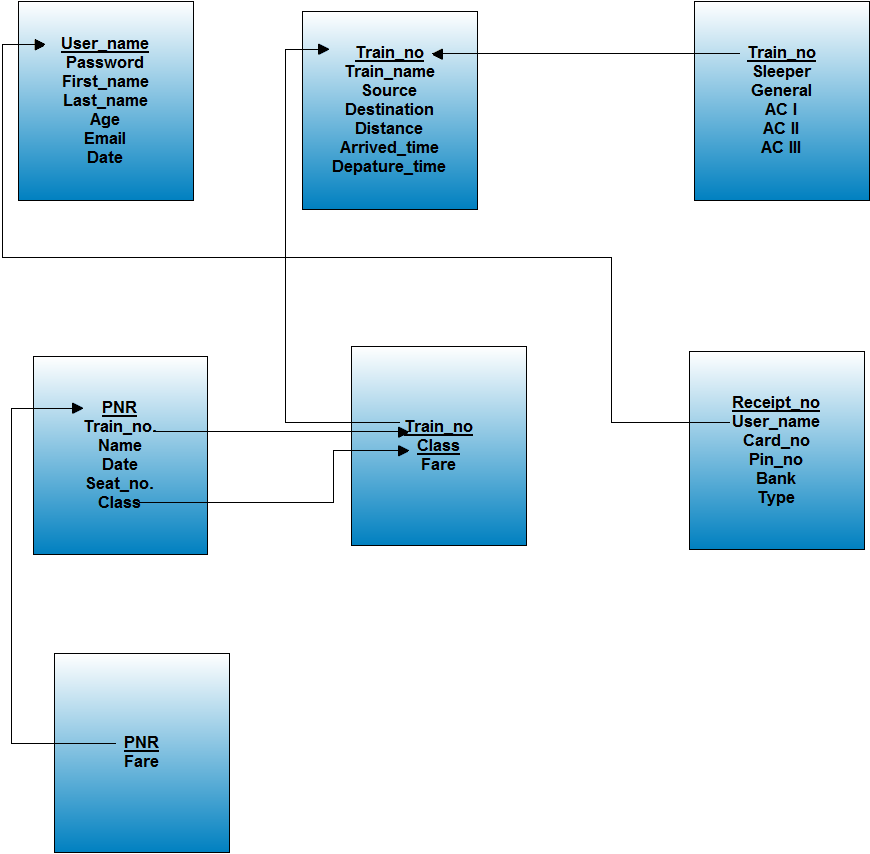 User_name
Password
First_name
Last_name
Age
Email
Date
Train_no
Train_name
Source
Destination
Distance
Arrived_time
Depature_time
Train_no
Sleeper
General
AC I
AC II
AC III
PNR
Train_no.
Name
Date
Seat_no.
Class
Train_no
Class
Fare
Receipt_no
User_name
Card_no
Pin_no
Bank
Type
PNR
Fare